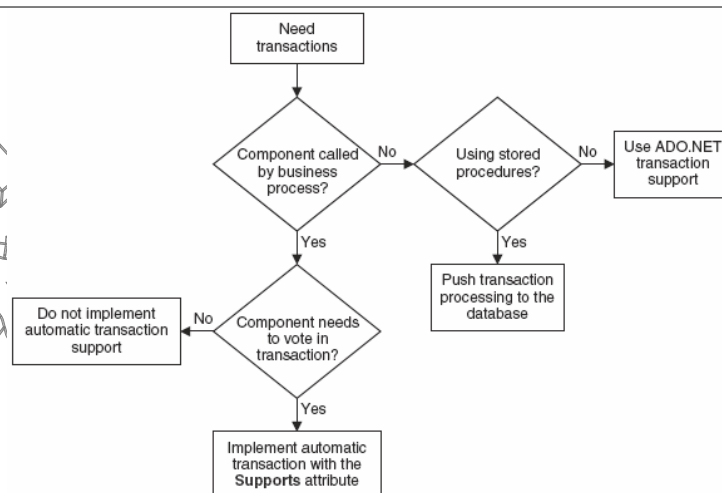 Need
transactions
Component called
by business
process?
No
Using stored
procedures?
No
Use ADO.NET
transaction
support
Yes
Yes
Push transaction
processing to the
database
Do not implement
automatic transaction
support
No
Component needs
to vote in
transaction?
Yes
Implement automatic
transaction with the
Supports attribute